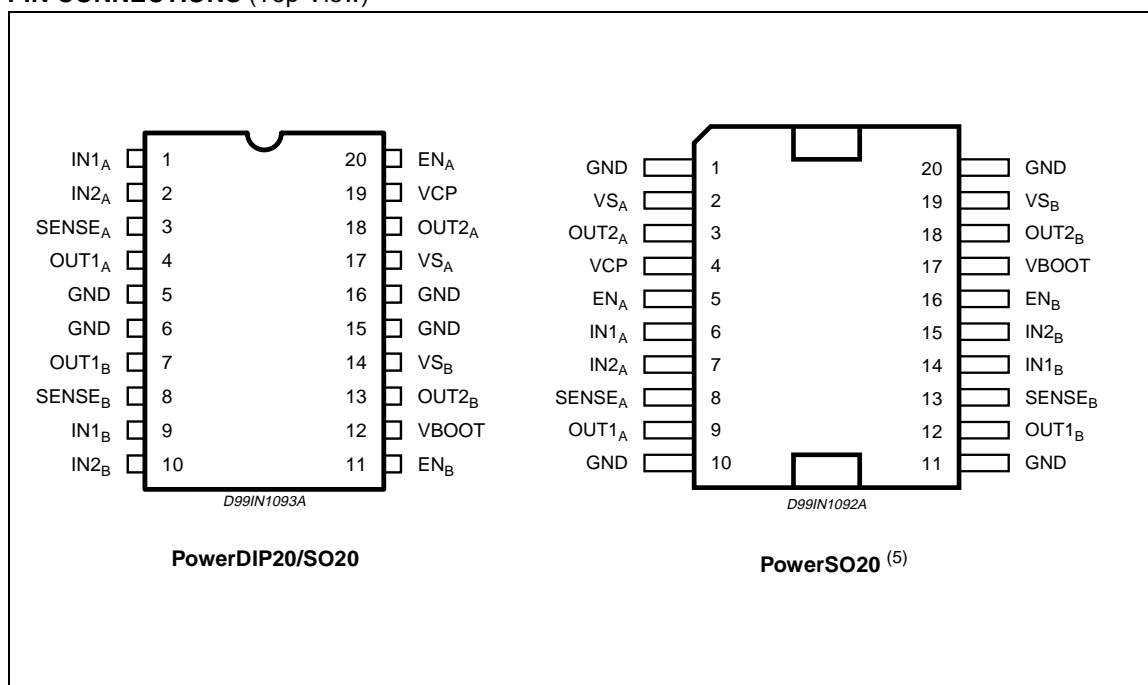 PIN CONNECTIONS (Top View)
IN1A 1 20 ENA
IN2A 2 19 VCP
SENSEA 3 18 OUT2A
OUT1A 4 17 VSA
GND 5 16 GND
GND 6 15 GND
OUT1B 7 14 VSB
SENSEB 8 13 OUT2B
IN1B 9 12 VBOOT
IN2B 10 11 ENB
D99IN1093A
PowerDIP20/SO20
GND 1 20 GND
VSA 2 19 VSB
OUT2A 3 18 OUT2B
VCP 4 17 VBOOT
ENA 5 16 ENB
IN1A 6 15 IN2B
IN2A 7 14 IN1B
SENSEA 8 13 SENSEB
OUT1A 9 12 OUT1B
GND 10 11 GND
D99IN1092A
PowerSO20 (5)